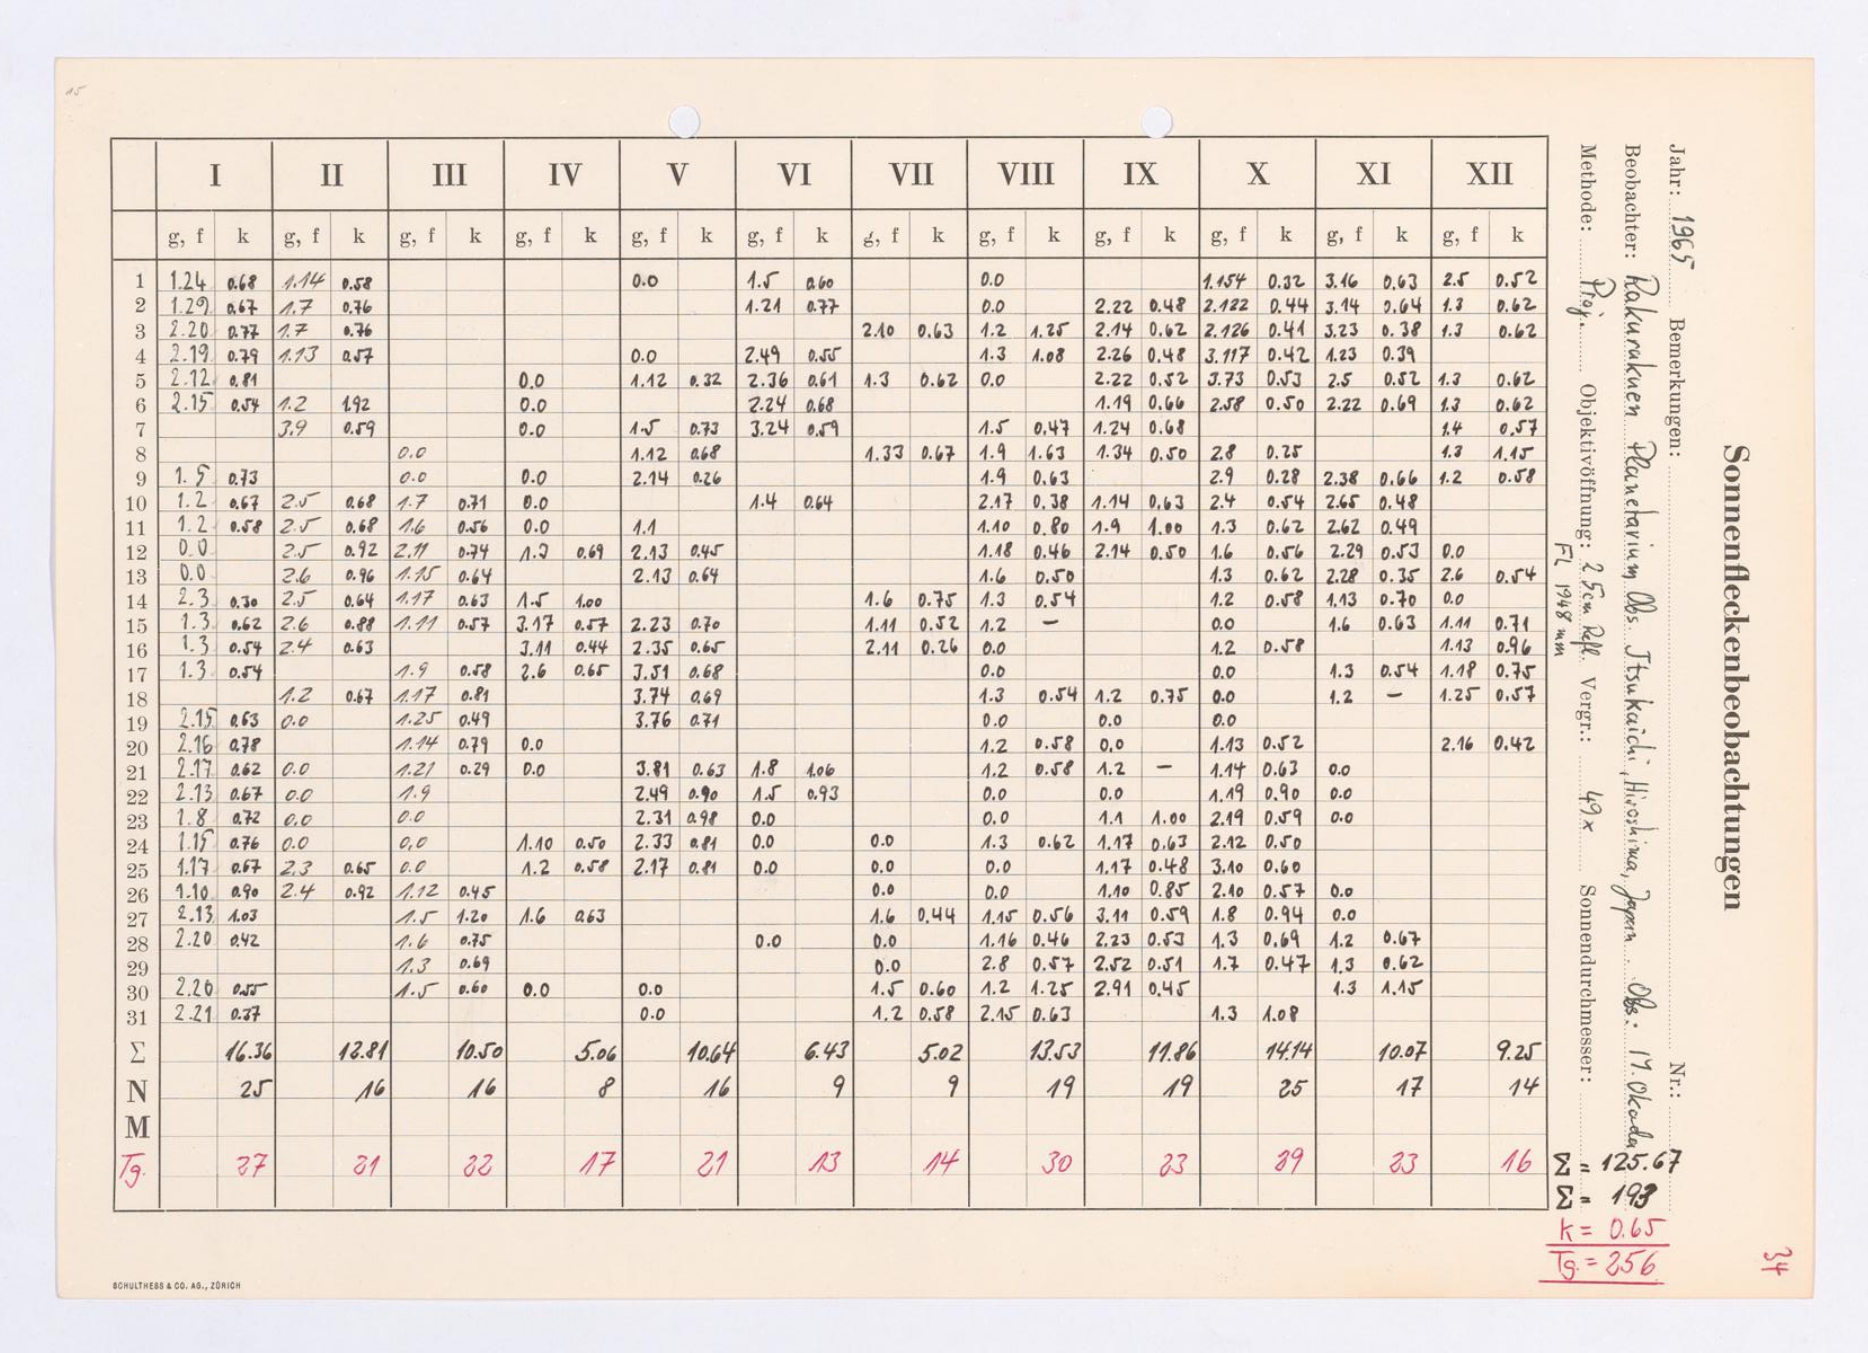 Sonnenfleckenbeobachtungen
Jahr: 1965 Bemerkungen: Nr.:
Beobachter: Rakurakuen Planetarium Obs. Itsukaichi, Hiroshima, Japan Obs: M. Okada
Methode: Proj. Objektivöffnung: 25cm Refl. Vergr.: 49x Sonnendurchmesser:
FL 1948 mm
I II III IV V VI VII VIII IX X XI XII
g, f k g, f k g, f k g, f k g, f k g, f k g, f k g, f k g, f k g, f k g, f k g, f k
1 1.24 0.68 1.14 0.58 0.0 1.5 0.60 0.0 1.154 0.32 3.16 0.63 2.5 0.52
2 1.29 0.67 1.7 0.76 1.21 0.77 0.0 2.22 0.48 2.122 0.44 3.14 0.64 1.3 0.62
3 2.20 0.77 1.7 0.76 2.10 0.63 1.2 1.25 2.14 0.62 2.126 0.41 3.23 0.38 1.3 0.62
4 2.19 0.79 1.13 0.57 0.0 2.49 0.55 1.3 1.08 2.26 0.48 3.117 0.42 1.23 0.39
5 2.12 0.81 0.0 1.12 0.32 2.36 0.61 1.3 0.62 0.0 2.22 0.52 3.73 0.53 2.5 0.52 1.3 0.62
6 2.15 0.54 1.2 1.92 0.0 2.24 0.68 1.19 0.66 2.58 0.50 2.22 0.69 1.3 0.62
7 3.9 0.59 0.0 1.5 0.73 3.24 0.59 1.5 0.47 1.24 0.68 1.4 0.57
8 0.0 1.12 0.68 1.33 0.67 1.9 1.63 1.34 0.50 2.8 0.25 1.3 1.15
9 1.5 0.73 0.0 0.0 2.14 0.26 1.9 0.63 2.9 0.28 2.38 0.66 1.2 0.58
10 1.2 0.67 2.5 0.68 1.7 0.71 0.0 1.4 0.64 2.17 0.38 1.14 0.63 2.4 0.54 2.65 0.48
11 1.2 0.58 2.5 0.68 1.6 0.56 0.0 1.1 1.10 0.80 1.9 1.00 1.3 0.62 2.62 0.49
12 0.0 2.5 0.92 2.11 0.74 1.3 0.69 2.13 0.45 1.18 0.46 2.14 0.50 1.6 0.56 2.29 0.53 0.0
13 0.0 2.6 0.96 1.15 0.64 2.13 0.64 1.6 0.50 1.3 0.62 2.28 0.35 2.6 0.54
14 2.3 0.30 2.5 0.64 1.17 0.63 1.5 1.00 1.6 0.75 1.3 0.54 1.2 0.58 1.13 0.70 0.0
15 1.3 0.62 2.6 0.88 1.11 0.57 3.17 0.57 2.23 0.70 1.11 0.52 1.2 – 0.0 1.6 0.63 1.11 0.71
16 1.3 0.54 2.4 0.63 3.11 0.44 2.35 0.65 2.11 0.26 0.0 1.2 0.58 1.13 0.96
17 1.3 0.54 1.9 0.58 2.6 0.65 3.51 0.68 0.0 0.0 1.3 0.54 1.18 0.75
18 1.2 0.67 1.17 0.81 3.74 0.69 1.3 0.54 1.2 0.75 0.0 1.2 – 1.25 0.57
19 2.15 0.63 0.0 1.25 0.49 3.76 0.71 0.0 0.0 0.0
20 2.16 0.78 1.14 0.79 0.0 1.2 0.58 0.0 1.13 0.52 2.16 0.42
21 2.17 0.62 0.0 1.21 0.29 0.0 3.81 0.63 1.8 1.06 1.2 0.58 1.2 – 1.14 0.63 0.0
22 2.13 0.67 0.0 1.9 2.49 0.90 1.5 0.93 0.0 0.0 1.19 0.90 0.0
23 1.8 0.72 0.0 0.0 2.31 0.98 0.0 0.0 1.1 1.00 2.19 0.59 0.0
24 1.15 0.76 0.0 0.0 1.10 0.50 2.33 0.81 0.0 0.0 1.3 0.62 1.17 0.63 2.12 0.50
25 1.17 0.67 2.3 0.65 0.0 1.2 0.58 2.17 0.81 0.0 0.0 0.0 1.17 0.48 3.10 0.60
26 1.10 0.90 2.4 0.92 1.12 0.45 0.0 0.0 1.10 0.85 2.10 0.57 0.0
27 2.13 1.03 1.5 1.20 1.6 0.63 1.6 0.44 1.15 0.56 3.11 0.59 1.8 0.94 0.0
28 2.20 0.42 1.6 0.75 0.0 0.0 1.16 0.46 2.23 0.53 1.3 0.69 1.2 0.67
29 1.3 0.69 0.0 2.8 0.57 2.52 0.51 1.7 0.47 1.3 0.62
30 2.20 0.55 1.5 0.60 0.0 0.0 1.5 0.60 1.2 1.25 2.91 0.45 1.3 1.15
31 2.21 0.37 0.0 1.2 0.58 2.15 0.63 1.3 1.08
Σ 16.36 12.81 10.50 5.06 10.64 6.43 5.02 13.53 11.86 14.14 10.07 9.25
N 25 16 16 8 16 9 9 19 19 25 17 14
M
Tg. 27 21 22 17 21 13 14 30 23 29 23 16
Σ = 125.67
Σ = 193
k = 0.65
Tg. = 256
34
15
SCHULTHESS & CO. AG., ZÜRICH